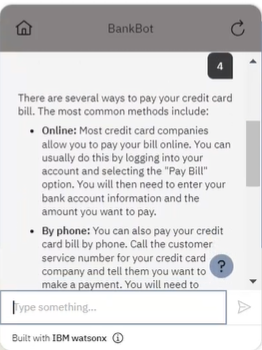 BankBot
4
There are several ways to pay your credit card
bill. The most common methods include:
• Online: Most credit card companies
allow you to pay your bill online. You can
usually do this by logging into your
account and selecting the "Pay Bill"
option. You will then need to enter your
bank account information and the
amount you want to pay.
• By phone: You can also pay your credit
card bill by phone. Call the customer
service number for your credit card
company and tell them you want to
make a payment. You will need to
?
Type something...
Built with IBM watsonx